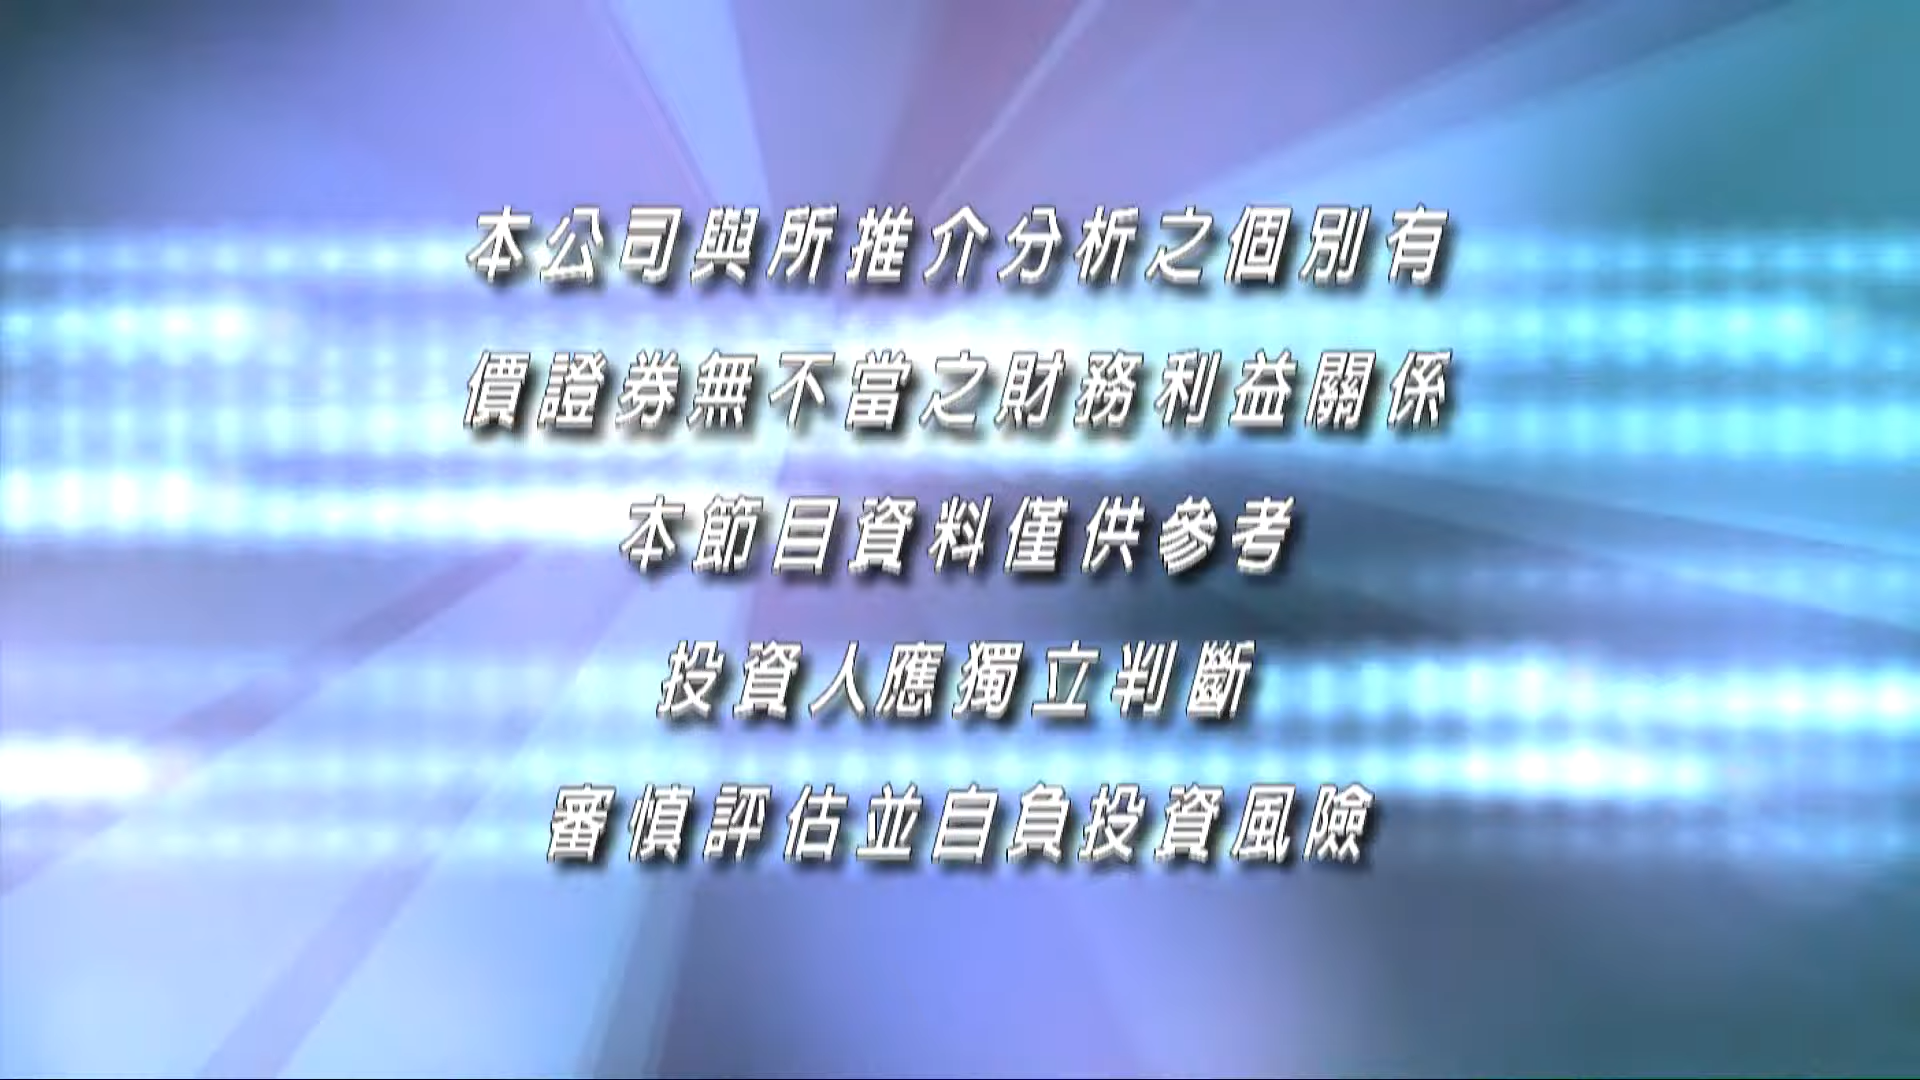 本公司與所推介分析之個別有
價證券無不當之財務利益關係
本節目資料僅供參考
投資人應獨立判斷
審慎評估並自負投資風險